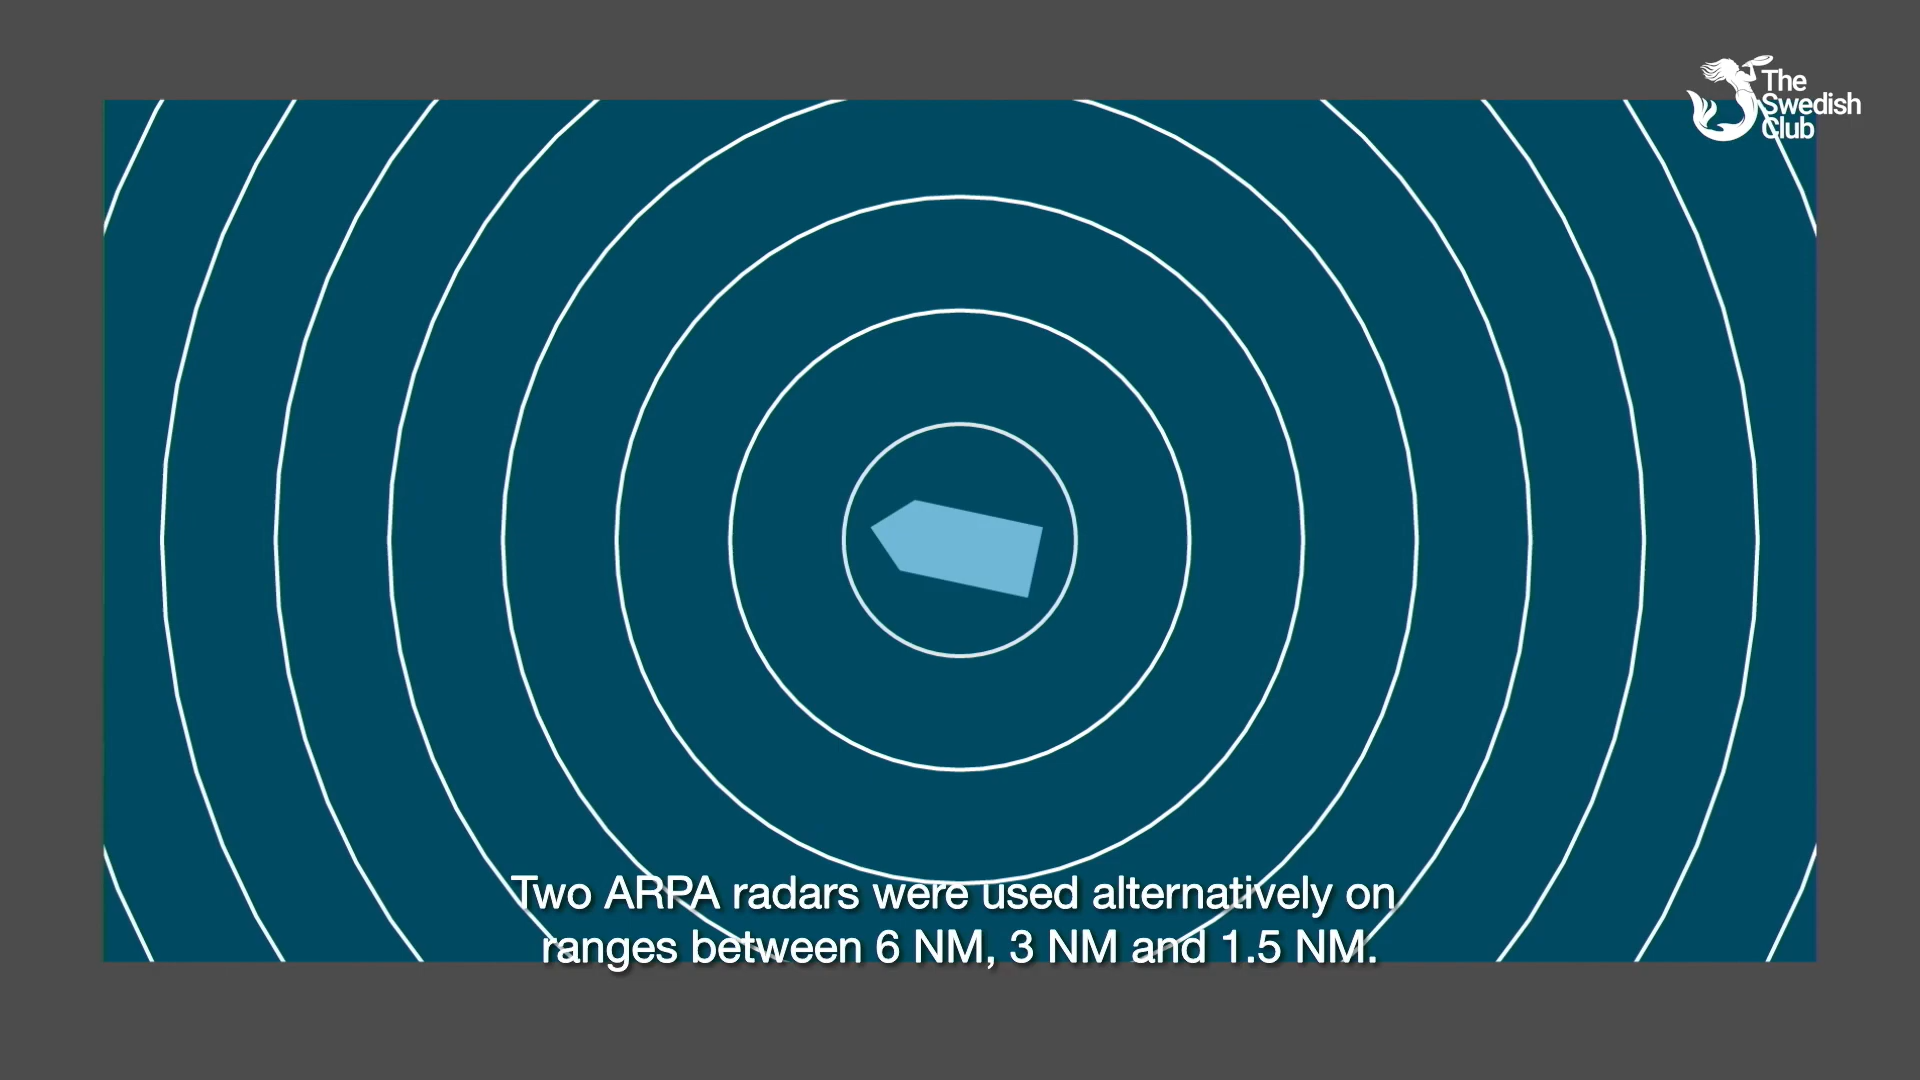 The
Swedish
Club
Two ARPA radars were used alternatively on
ranges between 6 NM, 3 NM and 1.5 NM.